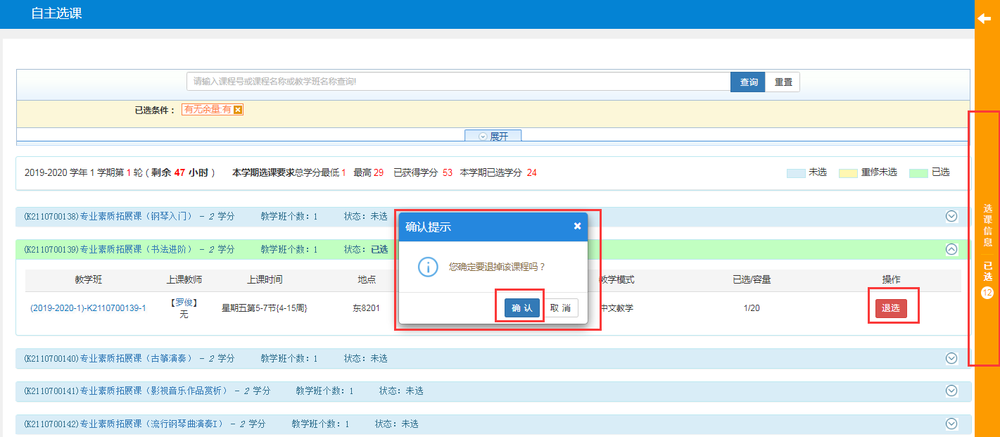 自主选课
请输入课程号或课程名称或教学班名称查询! 查询 重置
已选条件： 有无余量:有
展开
2019-2020 学年 1 学期第 1 轮 ( 剩余 47 小时 ) 本学期选课要求总学分最低 1 最高 29 已获得学分 53 本学期已选学分 24 未选 重修未选 已选
(K2110700138)专业素质拓展课（钢琴入门） - 2 学分 教学班个数: 1 状态: 未选
(K2110700139)专业素质拓展课（书法进阶） - 2 学分 教学班个数: 1 状态: 已选
教学班 上课教师 上课时间 地点 教学模式 已选/容量 操作
(2019-2020-1)-K2110700139-1 【罗俊】 无 星期五第5-7节{4-15周} 东8201 中文教学 1/20 退选
确认提示
您确定要退掉该课程吗？
确 认 取 消
(K2110700140)专业素质拓展课（古筝演奏） - 2 学分 教学班个数: 1 状态: 未选
(K2110700141)专业素质拓展课（影视音乐作品赏析） - 2 学分 教学班个数: 1 状态: 未选
(K2110700142)专业素质拓展课（流行钢琴曲演奏I） - 2 学分 教学班个数: 1 状态: 未选
选课信息
已选
12